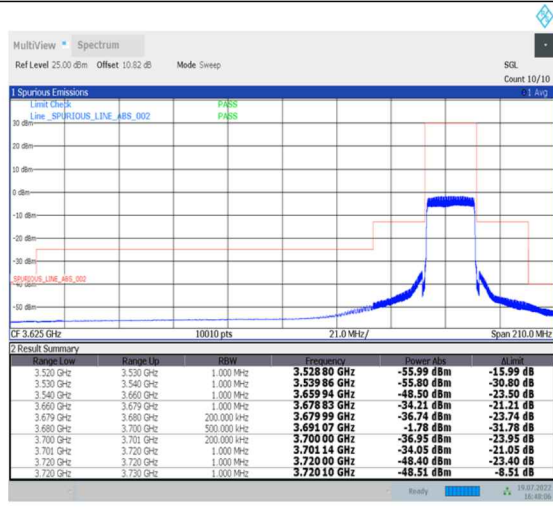 MultiView Spectrum
Ref Level 25.00 dBm Offset 10.82 dB Mode Sweep SGL
Count 10/10
1 Spurious Emissions 1 Avg
Limit Check PASS
Line _SPURIOUS_LINE_ABS_002 PASS
30 dBm
20 dBm
10 dBm
0 dBm
-10 dBm
-20 dBm
-30 dBm
_SPURIOUS_LINE_ABS_002
-50 dBm
CF 3.625 GHz 10010 pts 21.0 MHz/ Span 210.0 MHz
2 Result Summary
Range Low Range Up RBW Frequency Power Abs ΔLimit
3.520 GHz 3.530 GHz 1.000 MHz 3.528 80 GHz -55.99 dBm -15.99 dB
3.530 GHz 3.540 GHz 1.000 MHz 3.539 86 GHz -55.80 dBm -30.80 dB
3.540 GHz 3.660 GHz 1.000 MHz 3.659 94 GHz -48.50 dBm -23.50 dB
3.660 GHz 3.679 GHz 1.000 MHz 3.678 83 GHz -34.21 dBm -21.21 dB
3.679 GHz 3.680 GHz 200.000 kHz 3.679 99 GHz -36.74 dBm -23.74 dB
3.680 GHz 3.700 GHz 500.000 kHz 3.691 07 GHz -1.78 dBm -31.78 dB
3.700 GHz 3.701 GHz 200.000 kHz 3.700 00 GHz -36.95 dBm -23.95 dB
3.701 GHz 3.720 GHz 1.000 MHz 3.701 14 GHz -34.05 dBm -21.05 dB
3.720 GHz 3.720 GHz 1.000 MHz 3.720 00 GHz -48.40 dBm -23.40 dB
3.720 GHz 3.730 GHz 1.000 MHz 3.720 10 GHz -48.51 dBm -8.51 dB
Ready 19.07.2022
16:48:06